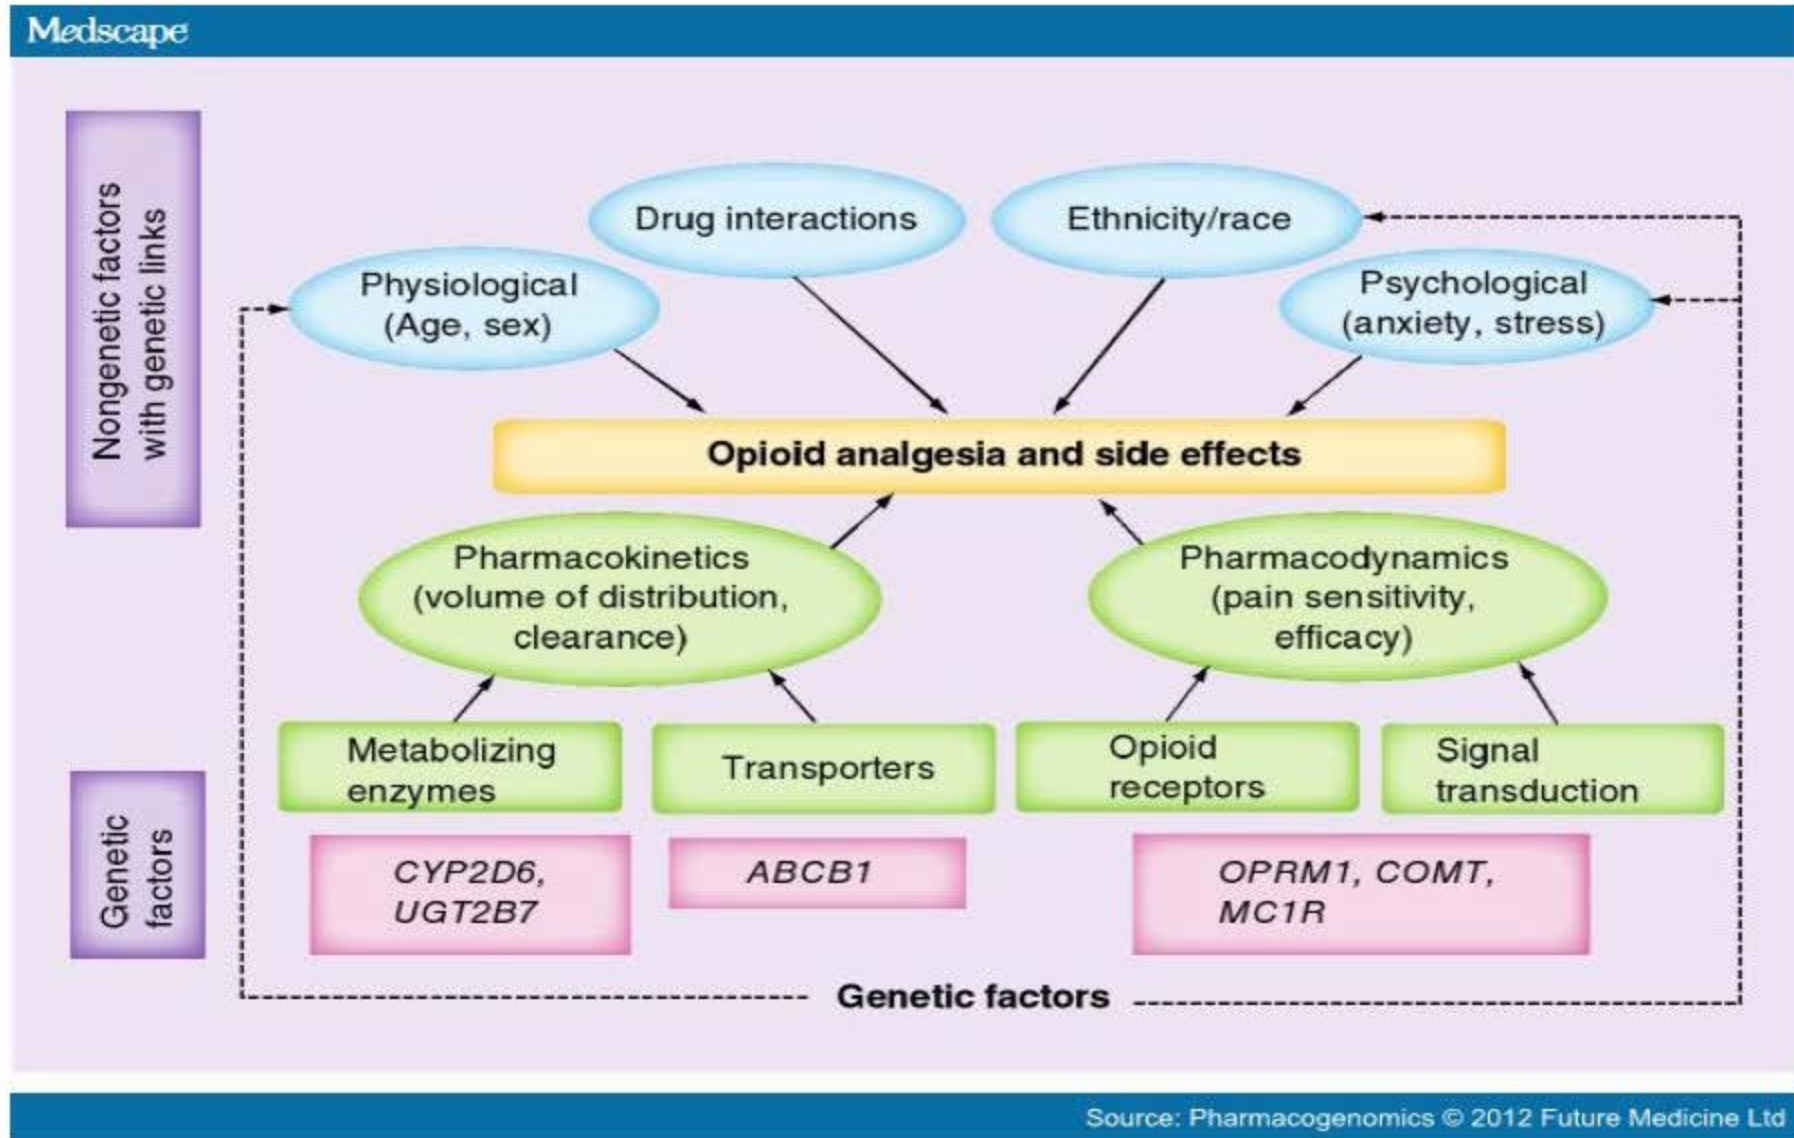 Medscape
Nongenetic factors
with genetic links
Drug interactions
Ethnicity/race
Physiological
(Age, sex)
Psychological
(anxiety, stress)
Opioid analgesia and side effects
Pharmacokinetics
(volume of distribution,
clearance)
Pharmacodynamics
(pain sensitivity,
efficacy)
Metabolizing
enzymes
Transporters
Opioid
receptors
Signal
transduction
Genetic
factors
CYP2D6,
UGT2B7
ABCB1
OPRM1, COMT,
MC1R
Genetic factors
Source: Pharmacogenomics © 2012 Future Medicine Ltd